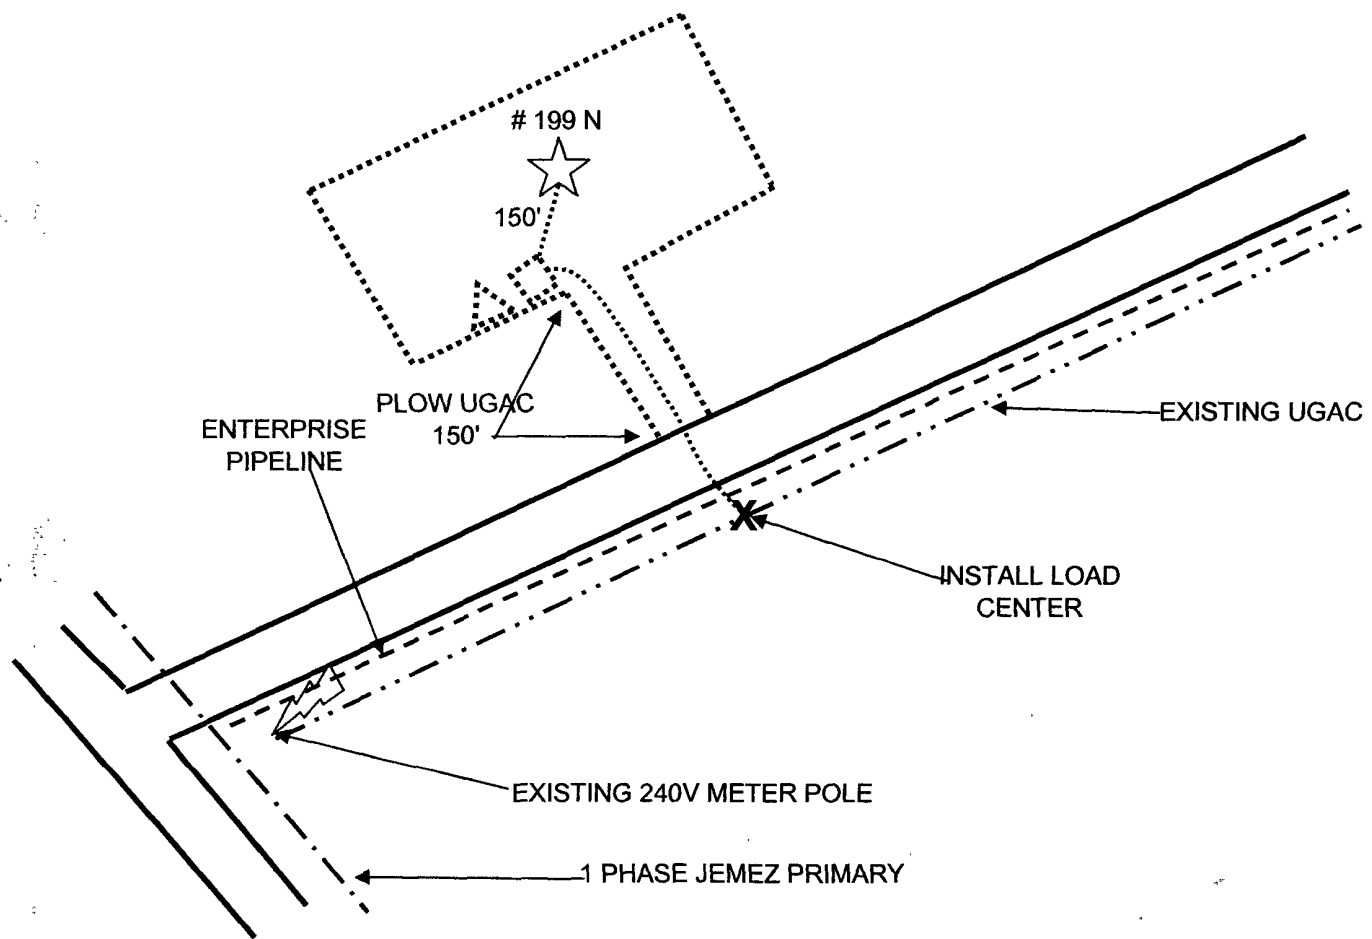 # 199 N
150'
PLOW UGAC
150'
ENTERPRISE
PIPELINE
EXISTING UGAC
X
INSTALL LOAD
CENTER
EXISTING 240V METER POLE
1 PHASE JEMEZ PRIMARY